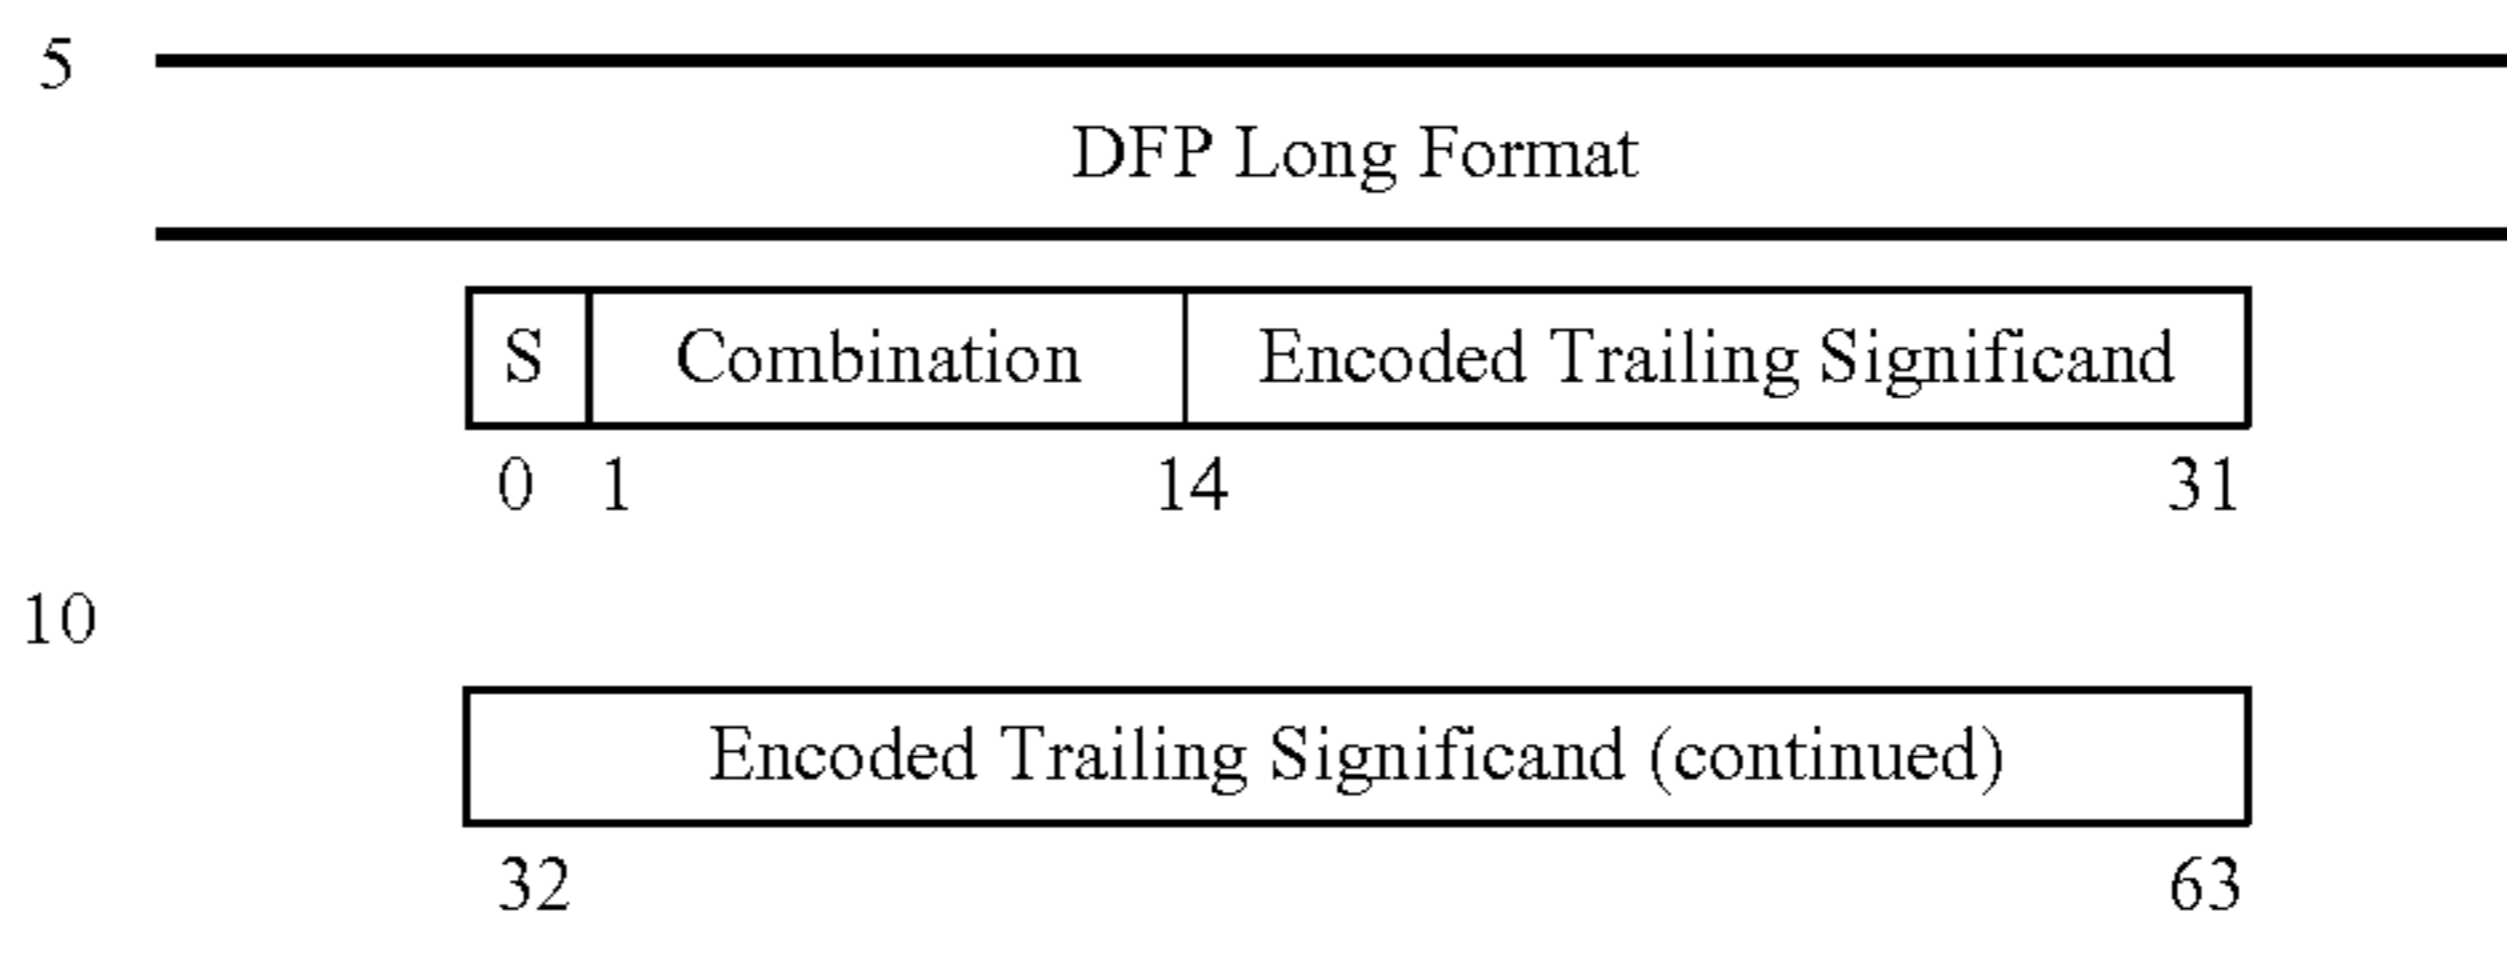 5
DFP Long Format
S Combination Encoded Trailing Significand
0 1 14 31
10
Encoded Trailing Significand (continued)
32 63